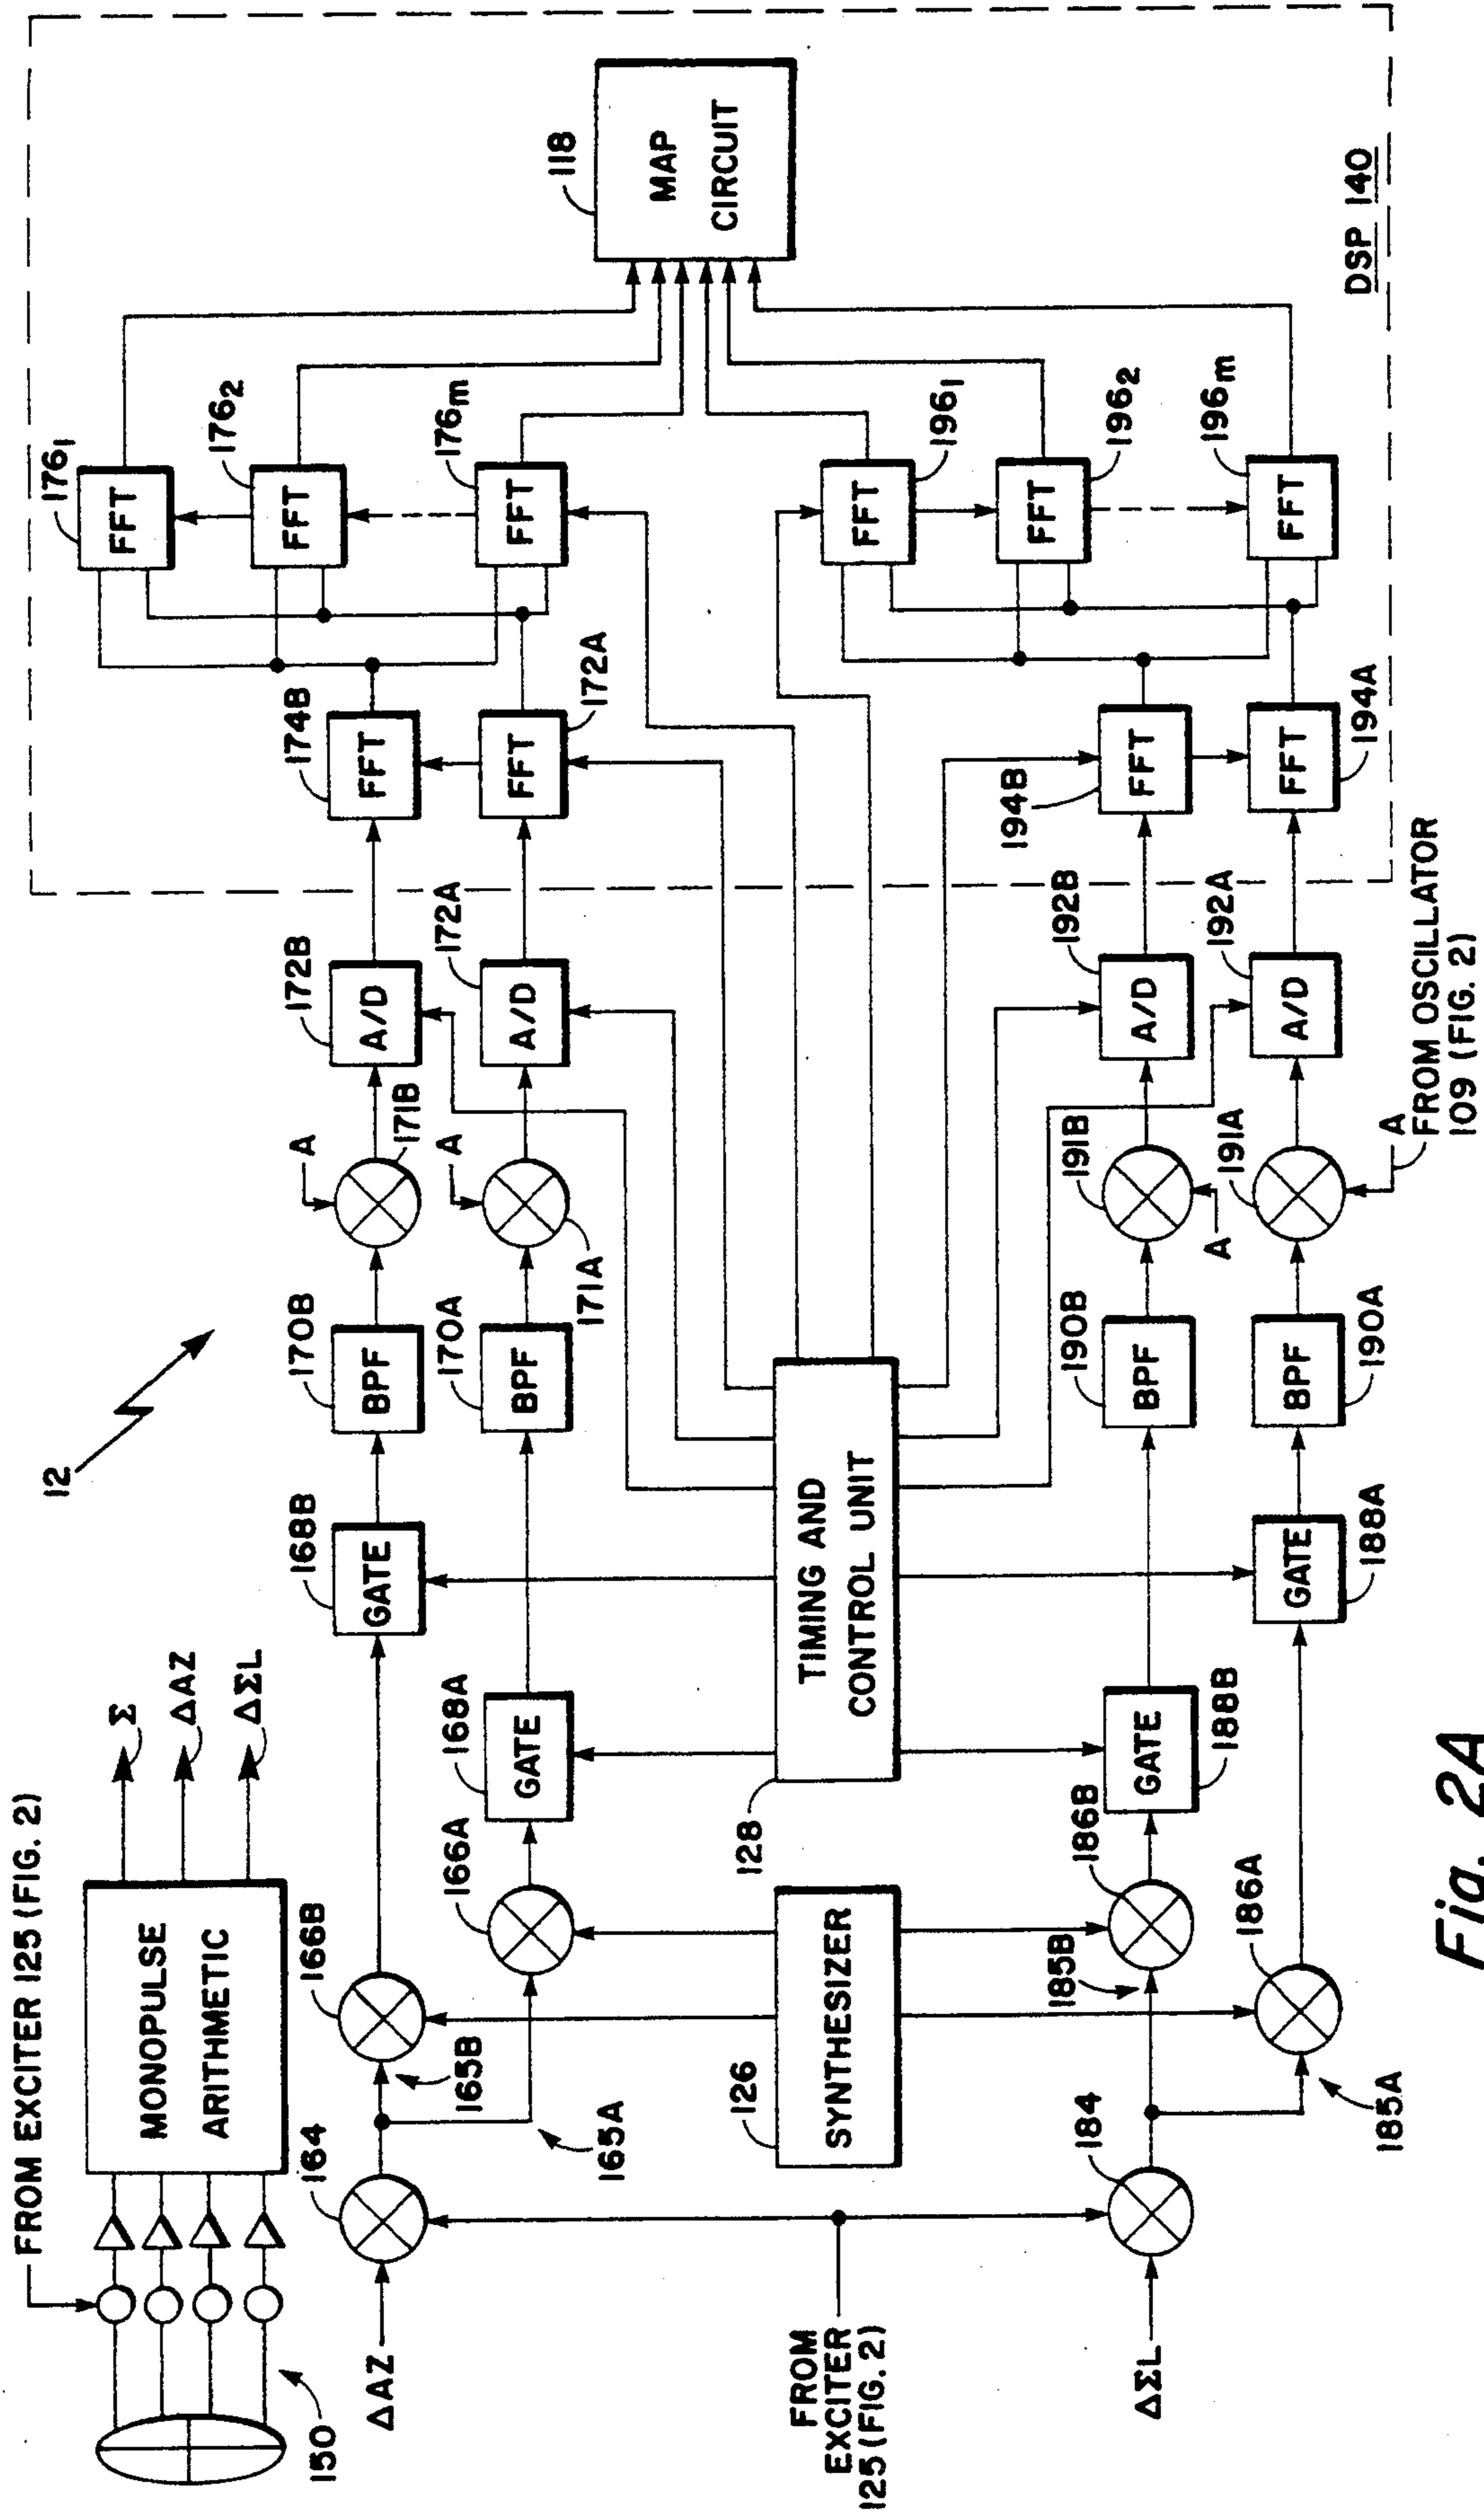 FROM EXCITER 125 (FIG. 2)
MONOPULSE
ARITHMETIC
Σ
ΔAZ
ΔΣL
150
12
ΔAZ
164
165B
165A
166B
166A
168B
168A
GATE
GATE
170B
BPF
170A
BPF
A
171B
A
171A
172B
A/D
172A
A/D
174B
FFT
172A
FFT
176₁
FFT
176₂
FFT
176m
FFT
118
MAP
CIRCUIT
FROM
EXCITER
125 (FIG. 2)
126
SYNTHESIZER
128
TIMING AND
CONTROL UNIT
ΔΣL
184
185B
185A
186B
186A
GATE
188B
GATE
188A
190B
BPF
BPF
190A
191B
A
191A
A
FROM OSCILLATOR
109 (FIG. 2)
192B
A/D
192A
A/D
194B
FFT
FFT
194A
FFT
196₁
FFT
196₂
FFT
196m
DSP 140
Fig. 2A